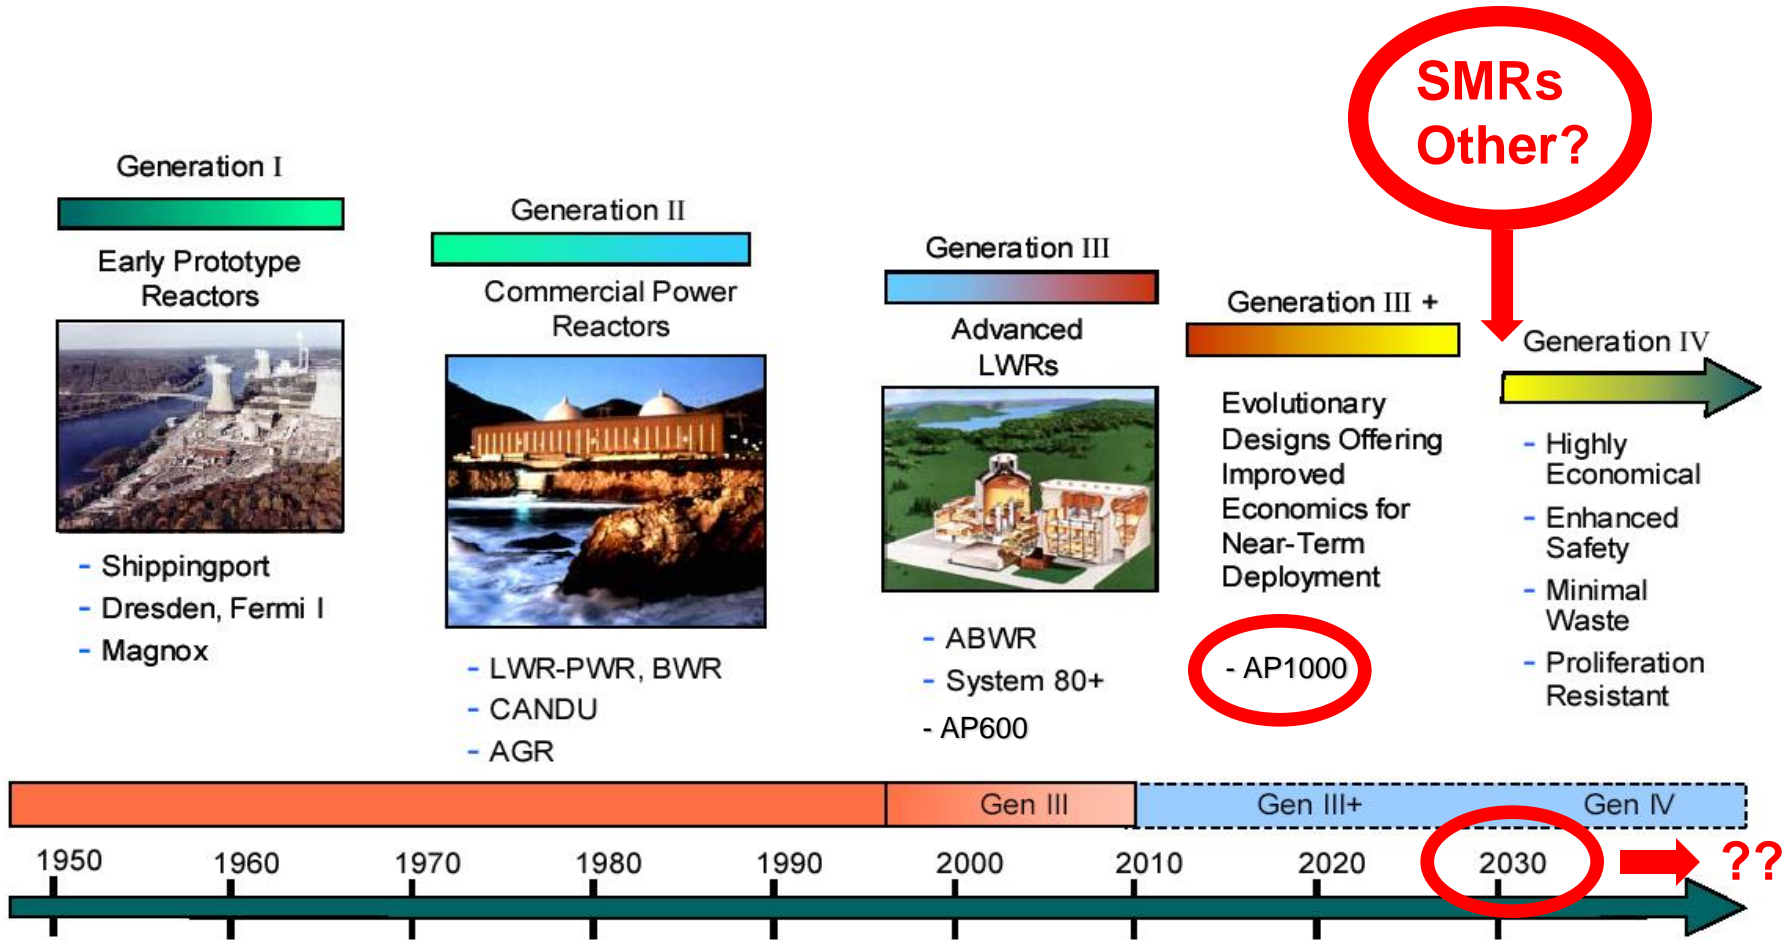 SMRs
Other?
Generation I
Early Prototype
Reactors
- Shippingport
- Dresden, Fermi I
- Magnox
Generation II
Commercial Power
Reactors
- LWR-PWR, BWR
- CANDU
- AGR
Generation III
Advanced
LWRs
- ABWR
- System 80+
- AP600
Generation III +
Evolutionary
Designs Offering
Improved
Economics for
Near-Term
Deployment
- AP1000
Generation IV
- Highly
Economical
- Enhanced
Safety
- Minimal
Waste
- Proliferation
Resistant
Gen III
Gen III+
Gen IV
1950
1960
1970
1980
1990
2000
2010
2020
2030
??